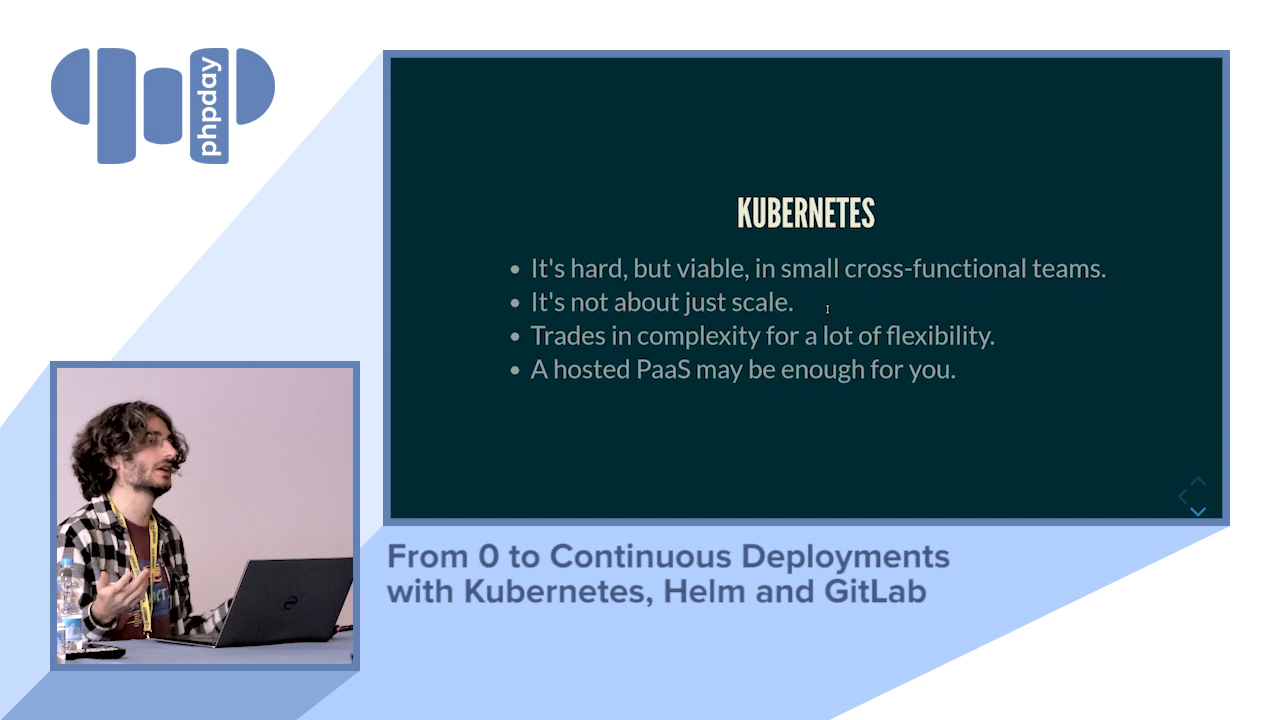 phpday
KUBERNETES
It's hard, but viable, in small cross-functional teams.
It's not about just scale.
Trades in complexity for a lot of flexibility.
A hosted PaaS may be enough for you.
From 0 to Continuous Deployments
with Kubernetes, Helm and GitLab